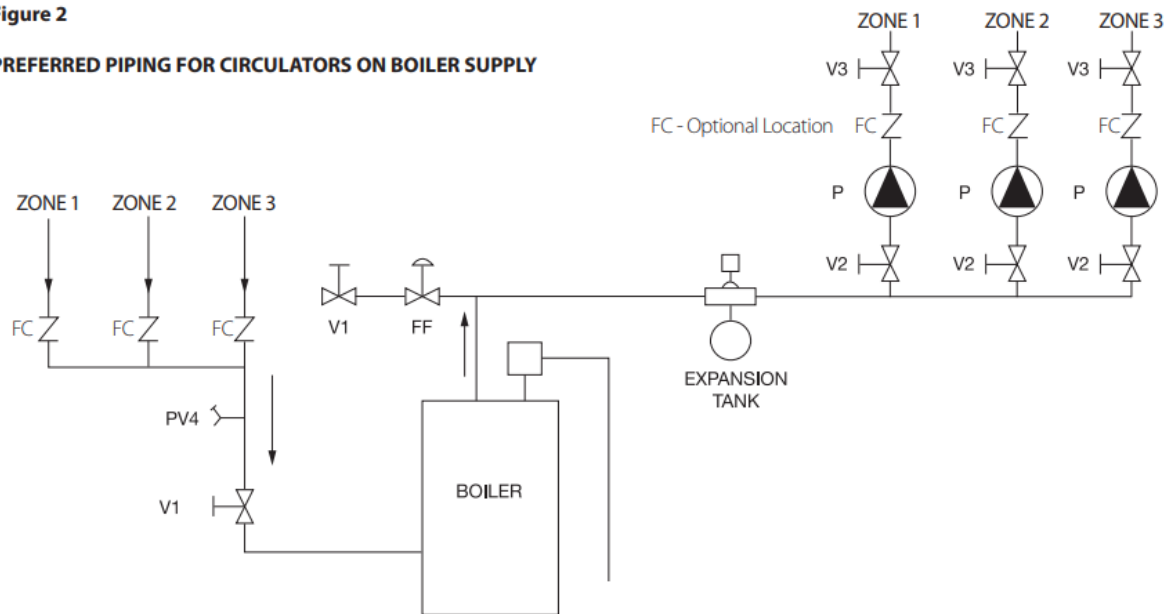 igure 2
PREFERRED PIPING FOR CIRCULATORS ON BOILER SUPPLY
ZONE 1 ZONE 2 ZONE 3
V3 V3 V3
FC - Optional Location FC FC FC
P P P
V2 V2 V2
ZONE 1 ZONE 2 ZONE 3
FC FC FC
V1 FF
EXPANSION
TANK
PV4
V1
BOILER